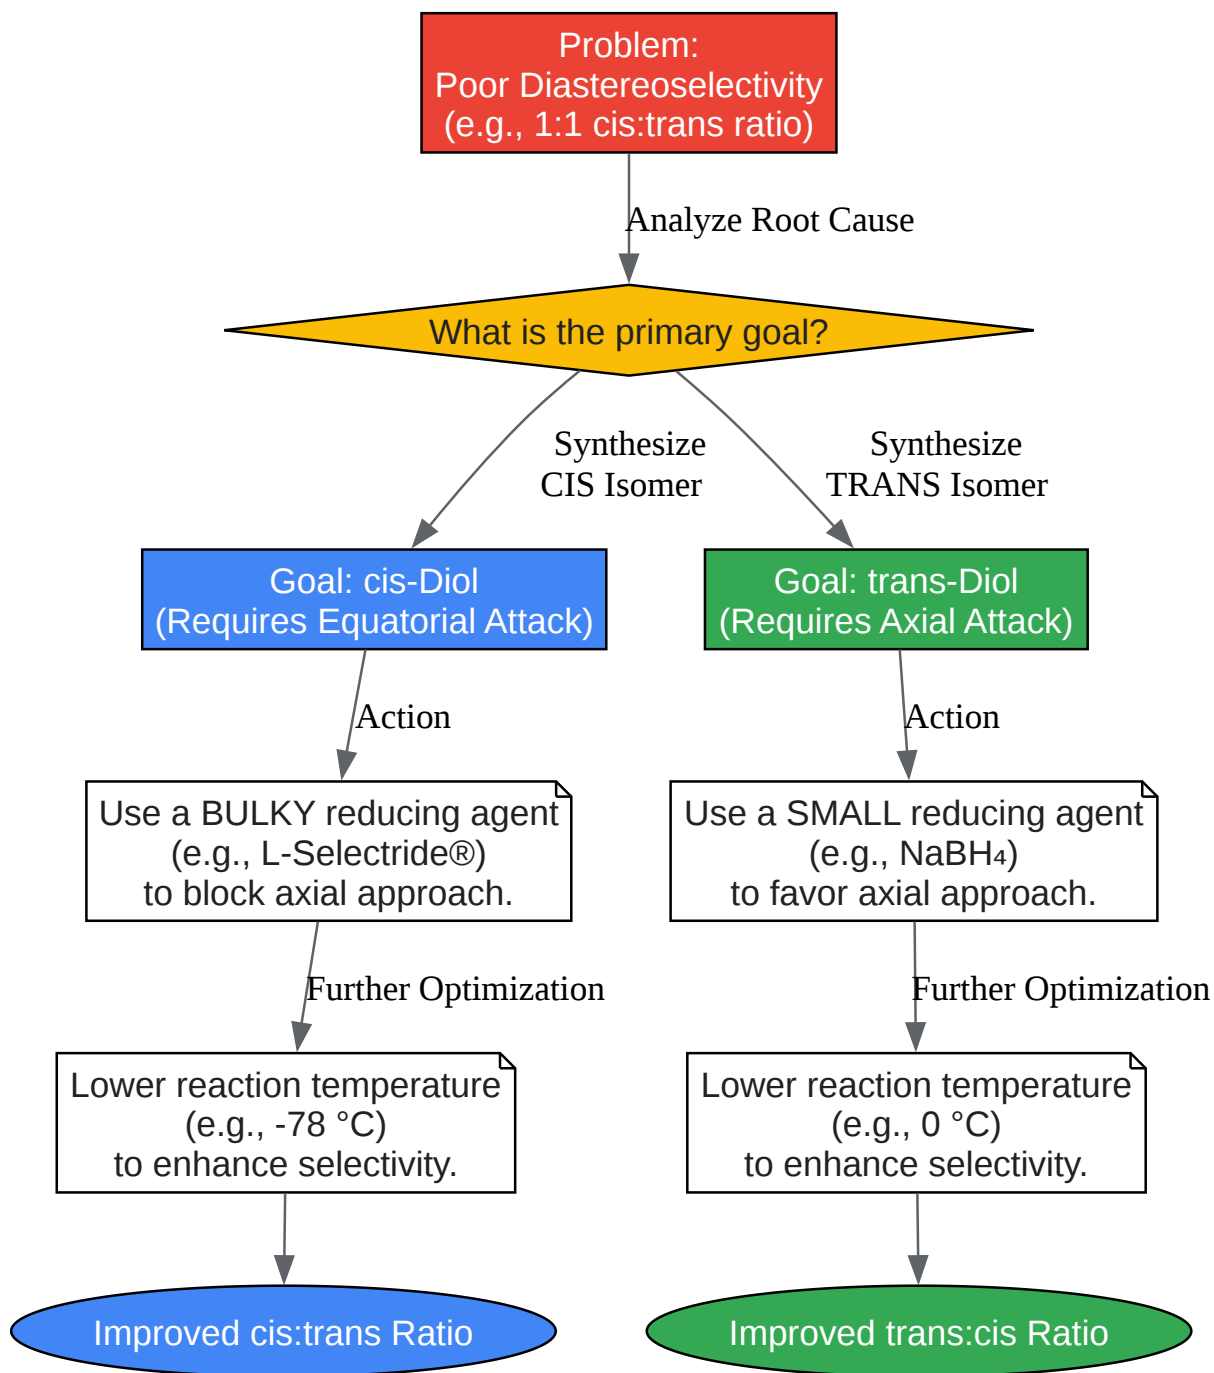 Problem:
Poor Diastereoselectivity
(e.g., 1:1 cis:trans ratio)
Analyze Root Cause
What is the primary goal?
Synthesize
CIS Isomer
Synthesize
TRANS Isomer
Goal: cis-Diol
(Requires Equatorial Attack)
Goal: trans-Diol
(Requires Axial Attack)
Action
Action
Use a BULKY reducing agent
(e.g., L-Selectride®)
to block axial approach.
Use a SMALL reducing agent
(e.g., NaBH₄)
to favor axial approach.
Further Optimization
Further Optimization
Lower reaction temperature
(e.g., -78 °C)
to enhance selectivity.
Lower reaction temperature
(e.g., 0 °C)
to enhance selectivity.
Improved cis:trans Ratio
Improved trans:cis Ratio